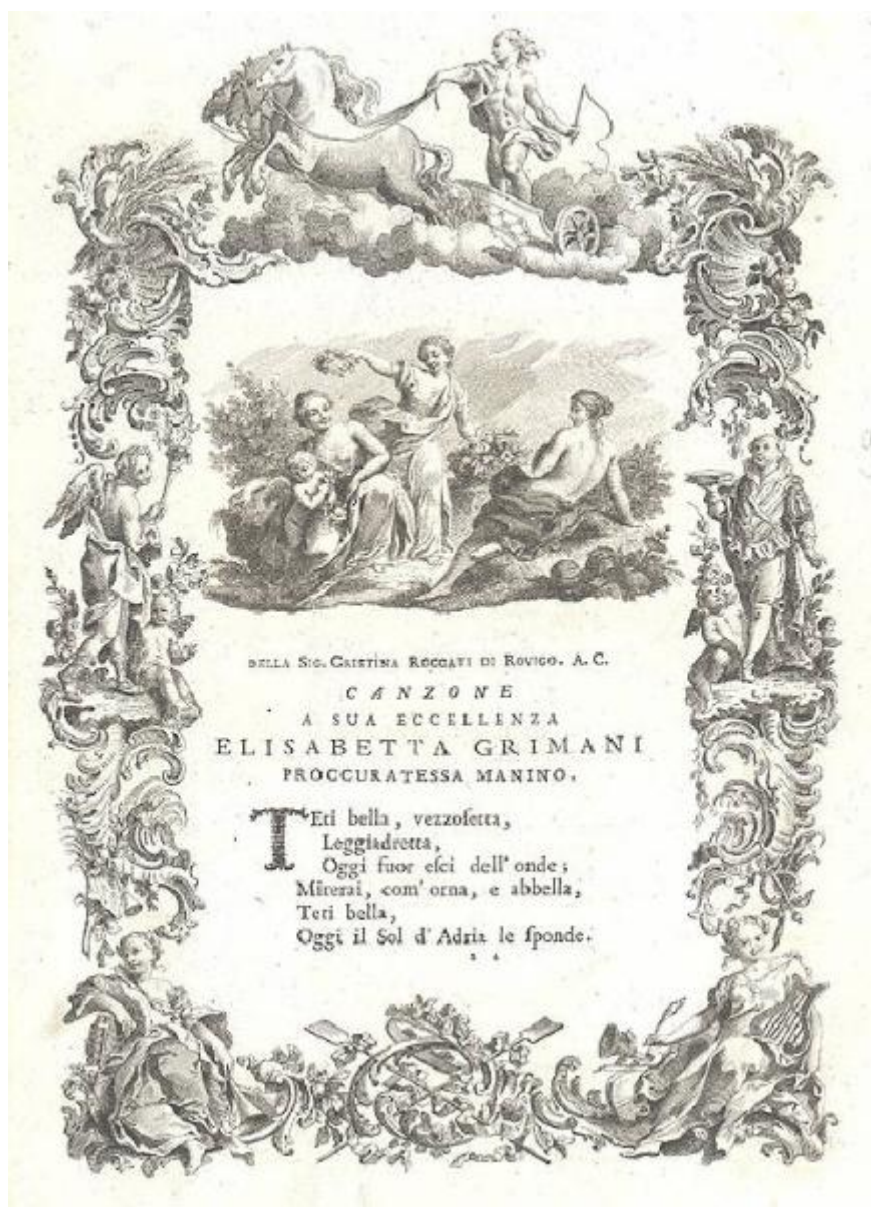 DELLA SIG. CRISTINA ROCCATI DI ROVIGO. A. C.
CANZONE
A SUA ECCELLENZA
ELISABETTA GRIMANI
PROCCURATESSA MANINO.
TEti bella, vezzoſetta,
Leggiadretta,
Oggi fuor eſci dell' onde;
Mirerai, com' orna, e abbella,
Teti bella,
Oggi il Sol d' Adria le ſponde.